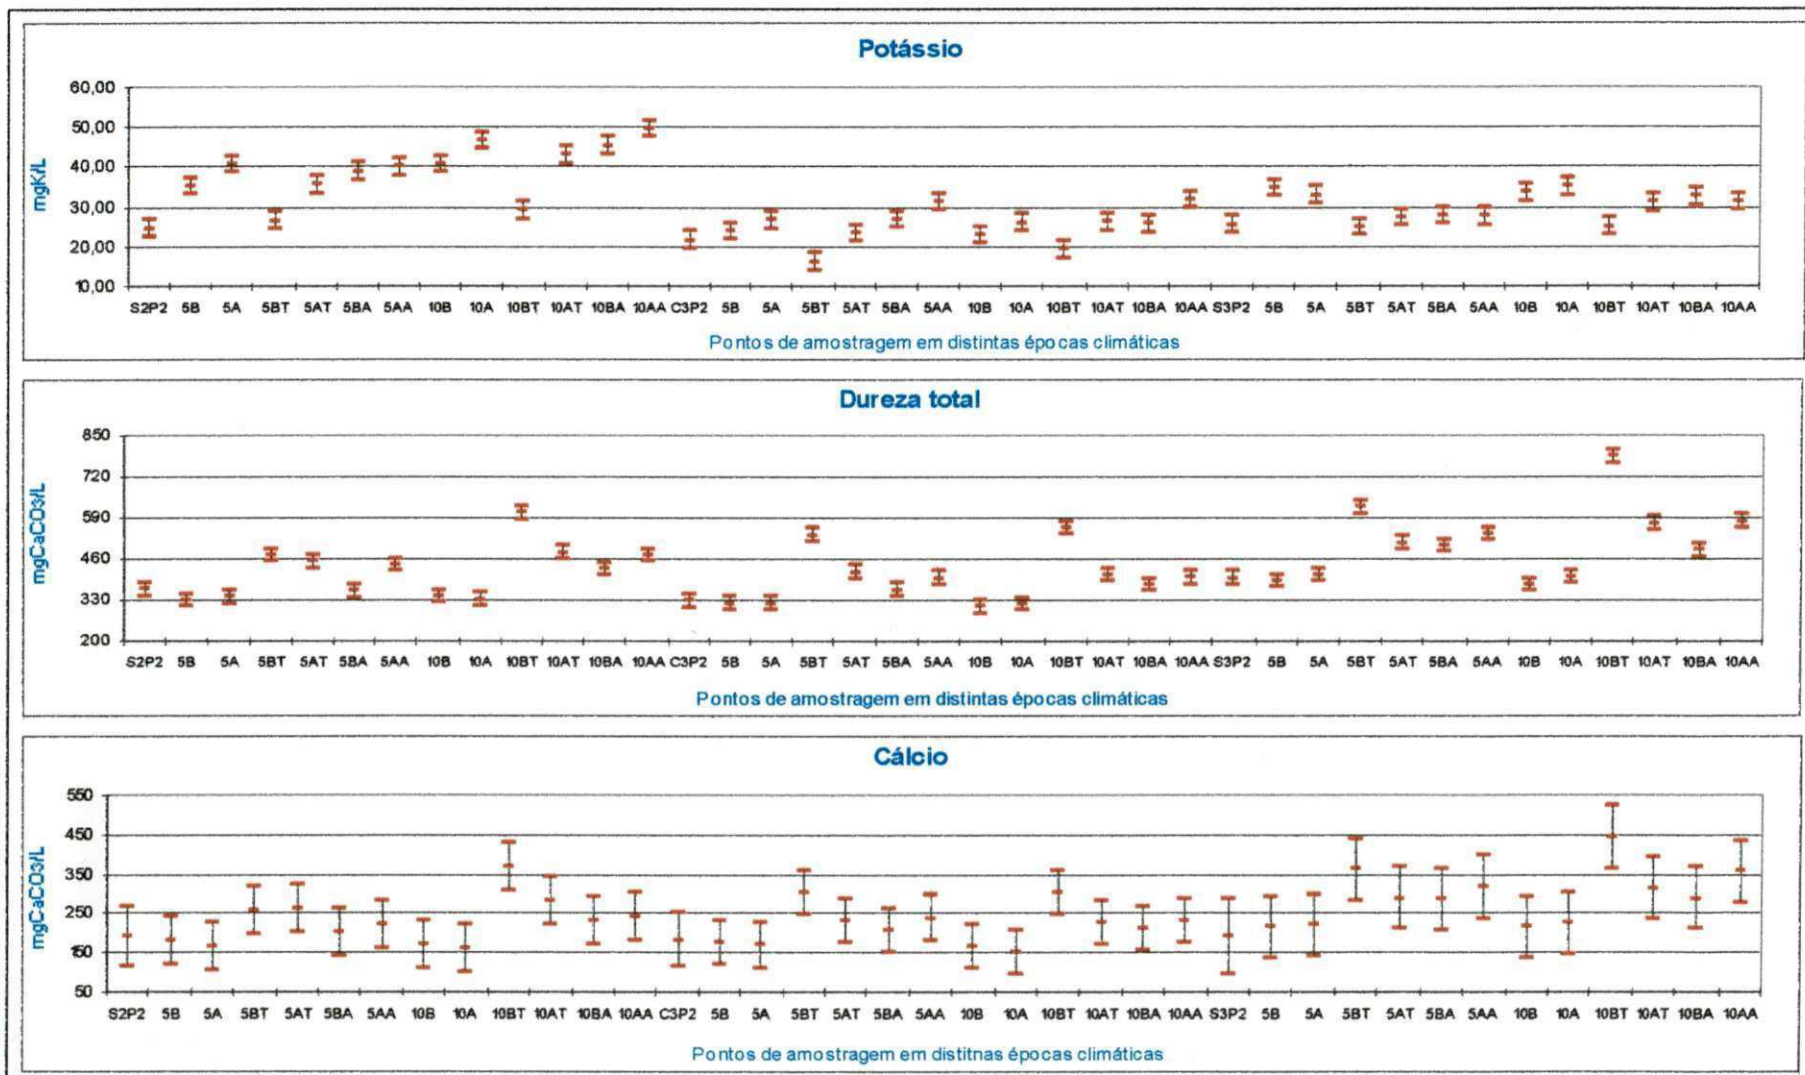 Potássio
mgK/L
60,00
50,00
40,00
30,00
20,00
10,00
S2P2 5B 5A 5BT 5AT 5BA 5AA 10B 10A 10BT 10AT 10BA 10AA C3P2 5B 5A 5BT 5AT 5BA 5AA 10B 10A 10BT 10AT 10BA 10AA S3P2 5B 5A 5BT 5AT 5BA 5AA 10B 10A 10BT 10AT 10BA 10AA
Pontos de amostragem em distintas épocas climáticas
Dureza total
mgCaCO3/L
850
720
590
460
330
200
S2P2 5B 5A 5BT 5AT 5BA 5AA 10B 10A 10BT 10AT 10BA 10AA C3P2 5B 5A 5BT 5AT 5BA 5AA 10B 10A 10BT 10AT 10BA 10AA S3P2 5B 5A 5BT 5AT 5BA 5AA 10B 10A 10BT 10AT 10BA 10AA
Pontos de amostragem em distintas épocas climáticas
Cálcio
mgCaCO3/L
550
450
350
250
150
50
S2P2 5B 5A 5BT 5AT 5BA 5AA 10B 10A 10BT 10AT 10BA 10AA C3P2 5B 5A 5BT 5AT 5BA 5AA 10B 10A 10BT 10AT 10BA 10AA S3P2 5B 5A 5BT 5AT 5BA 5AA 10B 10A 10BT 10AT 10BA 10AA
Pontos de amostragem em distitnas épocas climáticas